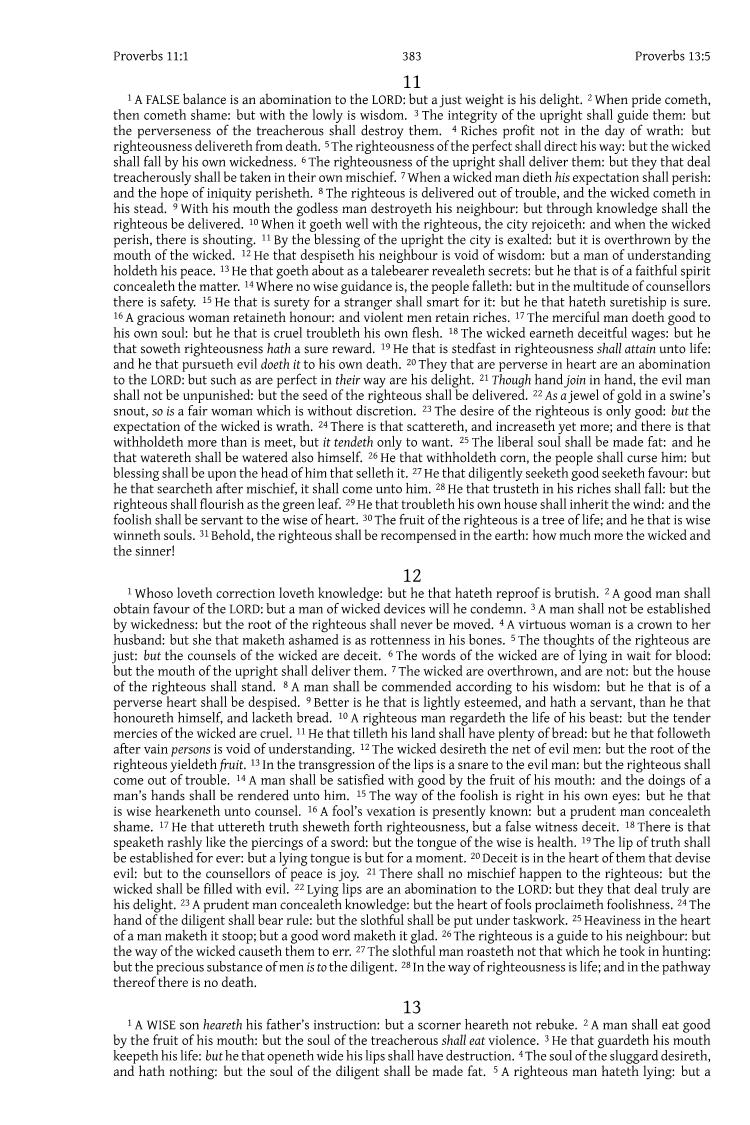 Proverbs 11:1 383 Proverbs 13:5
11
1 A FALSE balance is an abomination to the LORD: but a just weight is his delight. 2 When pride cometh,
then cometh shame: but with the lowly is wisdom. 3 The integrity of the upright shall guide them: but
the perverseness of the treacherous shall destroy them. 4 Riches profit not in the day of wrath: but
righteousness delivereth from death. 5 The righteousness of the perfect shall direct his way: but the wicked
shall fall by his own wickedness. 6 The righteousness of the upright shall deliver them: but they that deal
treacherously shall be taken in their own mischief. 7 When a wicked man dieth his expectation shall perish:
and the hope of iniquity perisheth. 8 The righteous is delivered out of trouble, and the wicked cometh in
his stead. 9 With his mouth the godless man destroyeth his neighbour: but through knowledge shall the
righteous be delivered. 10 When it goeth well with the righteous, the city rejoiceth: and when the wicked
perish, there is shouting. 11 By the blessing of the upright the city is exalted: but it is overthrown by the
mouth of the wicked. 12 He that despiseth his neighbour is void of wisdom: but a man of understanding
holdeth his peace. 13 He that goeth about as a talebearer revealeth secrets: but he that is of a faithful spirit
concealeth the matter. 14 Where no wise guidance is, the people falleth: but in the multitude of counsellors
there is safety. 15 He that is surety for a stranger shall smart for it: but he that hateth suretiship is sure.
16 A gracious woman retaineth honour: and violent men retain riches. 17 The merciful man doeth good to
his own soul: but he that is cruel troubleth his own flesh. 18 The wicked earneth deceitful wages: but he
that soweth righteousness hath a sure reward. 19 He that is stedfast in righteousness shall attain unto life:
and he that pursueth evil doeth it to his own death. 20 They that are perverse in heart are an abomination
to the LORD: but such as are perfect in their way are his delight. 21 Though hand join in hand, the evil man
shall not be unpunished: but the seed of the righteous shall be delivered. 22 As a jewel of gold in a swine's
snout, so is a fair woman which is without discretion. 23 The desire of the righteous is only good: but the
expectation of the wicked is wrath. 24 There is that scattereth, and increaseth yet more; and there is that
withholdeth more than is meet, but it tendeth only to want. 25 The liberal soul shall be made fat: and he
that watereth shall be watered also himself. 26 He that withholdeth corn, the people shall curse him: but
blessing shall be upon the head of him that selleth it. 27 He that diligently seeketh good seeketh favour: but
he that searcheth after mischief, it shall come unto him. 28 He that trusteth in his riches shall fall: but the
righteous shall flourish as the green leaf. 29 He that troubleth his own house shall inherit the wind: and the
foolish shall be servant to the wise of heart. 30 The fruit of the righteous is a tree of life; and he that is wise
winneth souls. 31 Behold, the righteous shall be recompensed in the earth: how much more the wicked and
the sinner!
12
1 Whoso loveth correction loveth knowledge: but he that hateth reproof is brutish. 2 A good man shall
obtain favour of the LORD: but a man of wicked devices will he condemn. 3 A man shall not be established
by wickedness: but the root of the righteous shall never be moved. 4 A virtuous woman is a crown to her
husband: but she that maketh ashamed is as rottenness in his bones. 5 The thoughts of the righteous are
just: but the counsels of the wicked are deceit. 6 The words of the wicked are of lying in wait for blood:
but the mouth of the upright shall deliver them. 7 The wicked are overthrown, and are not: but the house
of the righteous shall stand. 8 A man shall be commended according to his wisdom: but he that is of a
perverse heart shall be despised. 9 Better is he that is lightly esteemed, and hath a servant, than he that
honoureth himself, and lacketh bread. 10 A righteous man regardeth the life of his beast: but the tender
mercies of the wicked are cruel. 11 He that tilleth his land shall have plenty of bread: but he that followeth
after vain persons is void of understanding. 12 The wicked desireth the net of evil men: but the root of the
righteous yieldeth fruit. 13 In the transgression of the lips is a snare to the evil man: but the righteous shall
come out of trouble. 14 A man shall be satisfied with good by the fruit of his mouth: and the doings of a
man's hands shall be rendered unto him. 15 The way of the foolish is right in his own eyes: but he that
is wise hearkeneth unto counsel. 16 A fool's vexation is presently known: but a prudent man concealeth
shame. 17 He that uttereth truth sheweth forth righteousness, but a false witness deceit. 18 There is that
speaketh rashly like the piercings of a sword: but the tongue of the wise is health. 19 The lip of truth shall
be established for ever: but a lying tongue is but for a moment. 20 Deceit is in the heart of them that devise
evil: but to the counsellors of peace is joy. 21 There shall no mischief happen to the righteous: but the
wicked shall be filled with evil. 22 Lying lips are an abomination to the LORD: but they that deal truly are
his delight. 23 A prudent man concealeth knowledge: but the heart of fools proclaimeth foolishness. 24 The
hand of the diligent shall bear rule: but the slothful shall be put under taskwork. 25 Heaviness in the heart
of a man maketh it stoop; but a good word maketh it glad. 26 The righteous is a guide to his neighbour: but
the way of the wicked causeth them to err. 27 The slothful man roasteth not that which he took in hunting:
but the precious substance of men is to the diligent. 28 In the way of righteousness is life; and in the pathway
thereof there is no death.
13
1 A WISE son heareth his father's instruction: but a scorner heareth not rebuke. 2 A man shall eat good
by the fruit of his mouth: but the soul of the treacherous shall eat violence. 3 He that guardeth his mouth
keepeth his life: but he that openeth wide his lips shall have destruction. 4 The soul of the sluggard desireth,
and hath nothing: but the soul of the diligent shall be made fat. 5 A righteous man hateth lying: but a